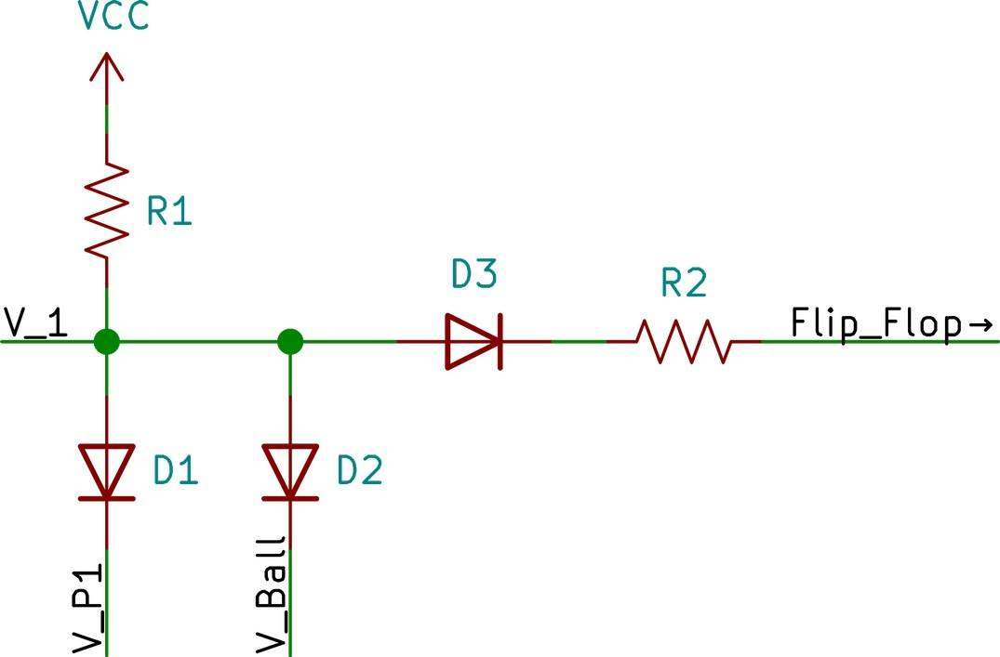 VCC
R1
D3
R2
V_1
Flip_Flop→
D1
D2
V_P1
V_Ball